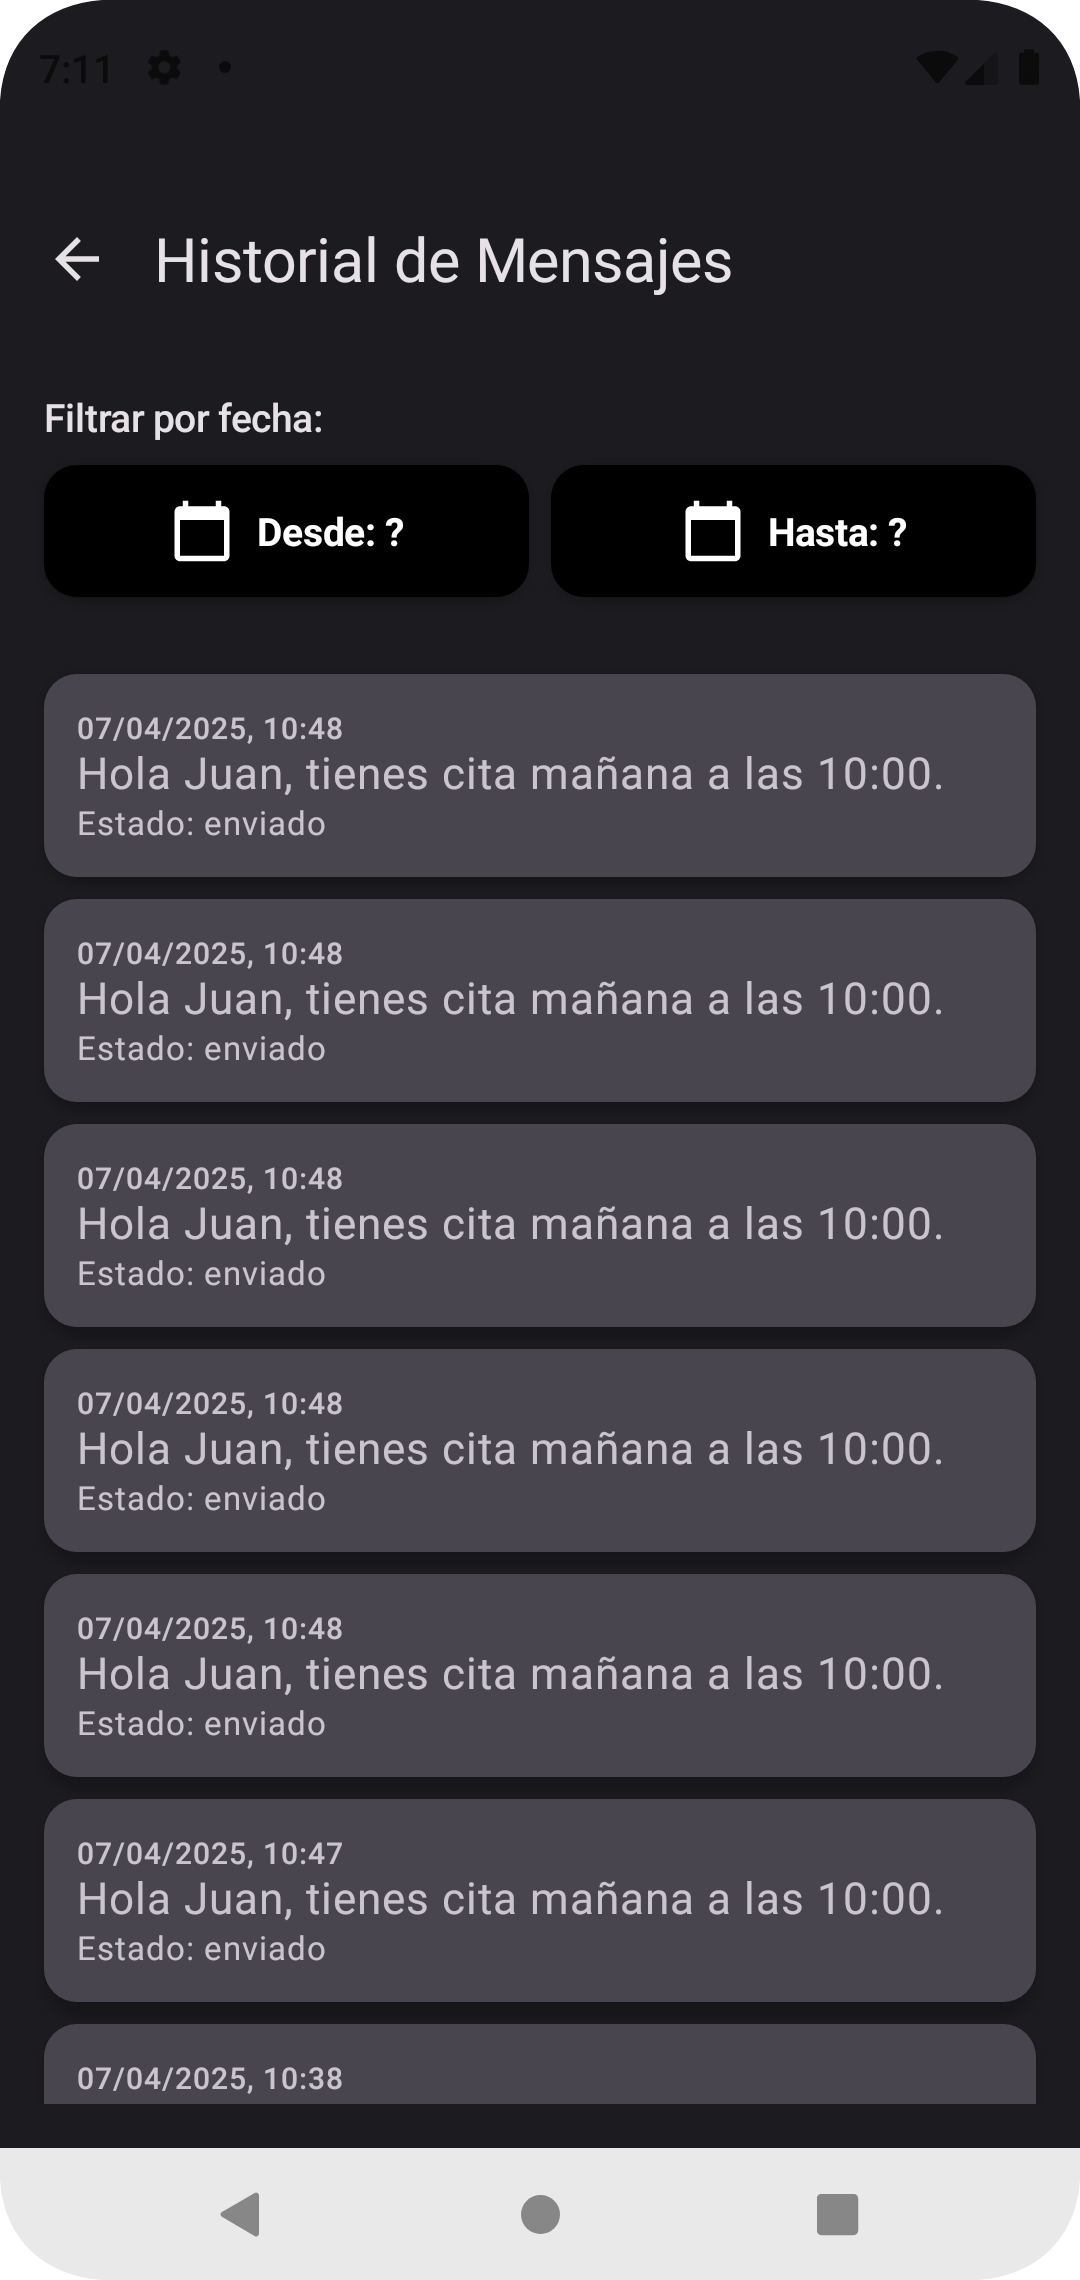 7:11
Historial de Mensajes
Filtrar por fecha:
Desde: ?
Hasta: ?
07/04/2025, 10:48
Hola Juan, tienes cita mañana a las 10:00.
Estado: enviado
07/04/2025, 10:48
Hola Juan, tienes cita mañana a las 10:00.
Estado: enviado
07/04/2025, 10:48
Hola Juan, tienes cita mañana a las 10:00.
Estado: enviado
07/04/2025, 10:48
Hola Juan, tienes cita mañana a las 10:00.
Estado: enviado
07/04/2025, 10:48
Hola Juan, tienes cita mañana a las 10:00.
Estado: enviado
07/04/2025, 10:47
Hola Juan, tienes cita mañana a las 10:00.
Estado: enviado
07/04/2025, 10:38